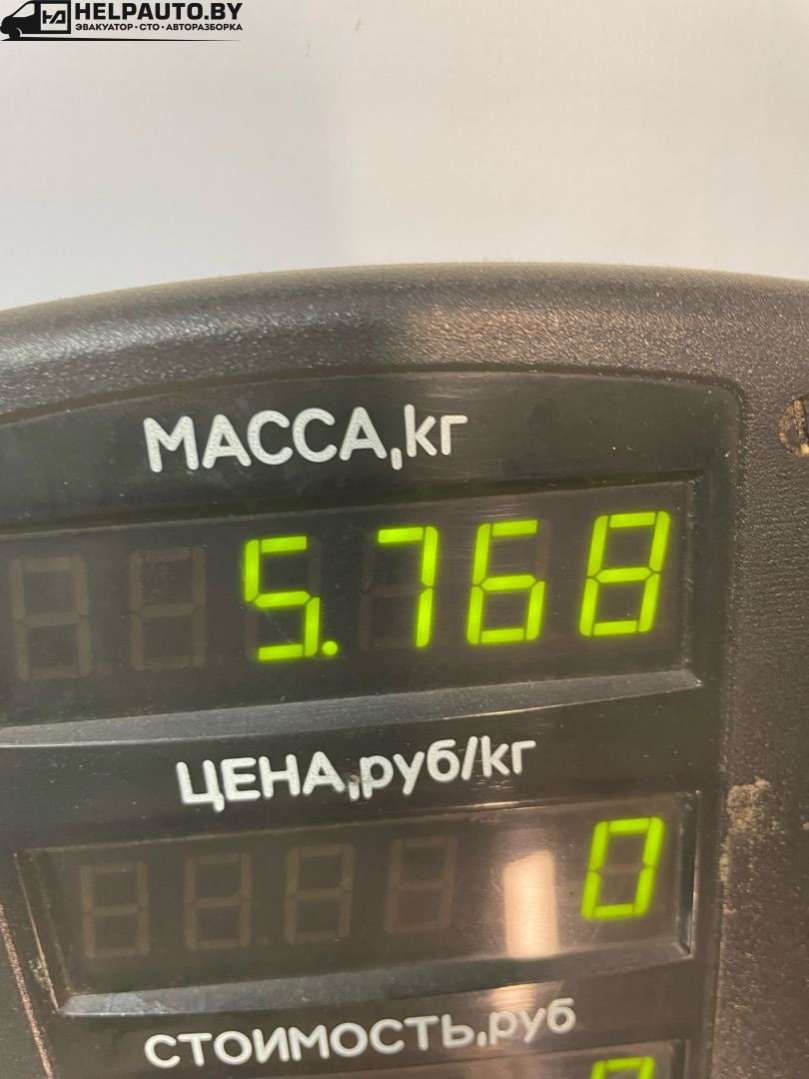 HELPAUTO.BY
ЭВАКУАТОР • СТО • АВТОРАЗБОРКА
МАССА,кг
5.768
ЦЕНА,руб/кг
0
СТОИМОСТЬ,руб